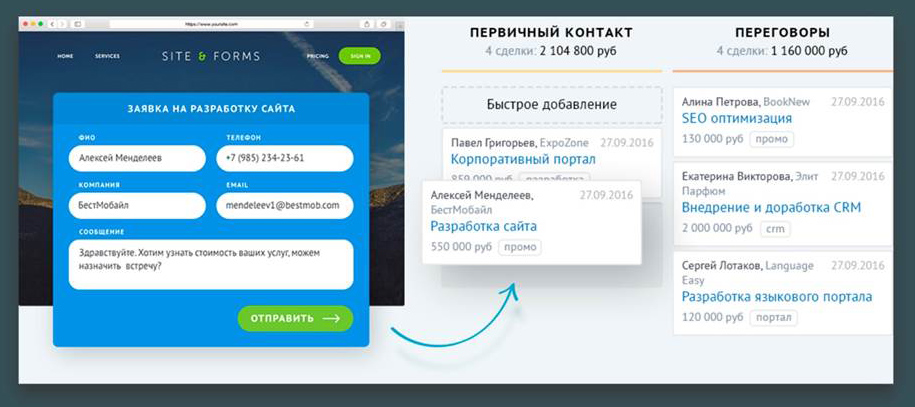 https://www.yoursite.com
HOME
SERVICES
SITE & FORMS
PRICING
SIGN IN
ЗАЯВКА НА РАЗРАБОТКУ САЙТА
ФИО
ТЕЛЕФОН
Алексей Менделеев
+7 (985) 234-23-61
КОМПАНИЯ
EMAIL
БестМобайл
mendeleev1@bestmob.com
СООБЩЕНИЕ
Здравствуйте. Хотим узнать стоимость ваших услуг, можем
назначить встречу?
ОТПРАВИТЬ
ПЕРВИЧНЫЙ КОНТАКТ
4 сделки: 2 104 800 руб
Быстрое добавление
Павел Григорьев, ExpoZone 27.09.2016
Корпоративный портал
Алексей Менделеев, 27.09.2016
БестМобайл
Разработка сайта
550 000 руб промо
ПЕРЕГОВОРЫ
4 сделки: 1 160 000 руб
Алина Петрова, BookNew 27.09.2016
SEO оптимизация
130 000 руб промо
Екатерина Викторова, Элит 27.09.2016
Парфюм
Внедрение и доработка CRM
2 000 000 руб crm
Сергей Лотаков, Language 27.09.2016
Easy
Разработка языкового портала
120 000 руб портал